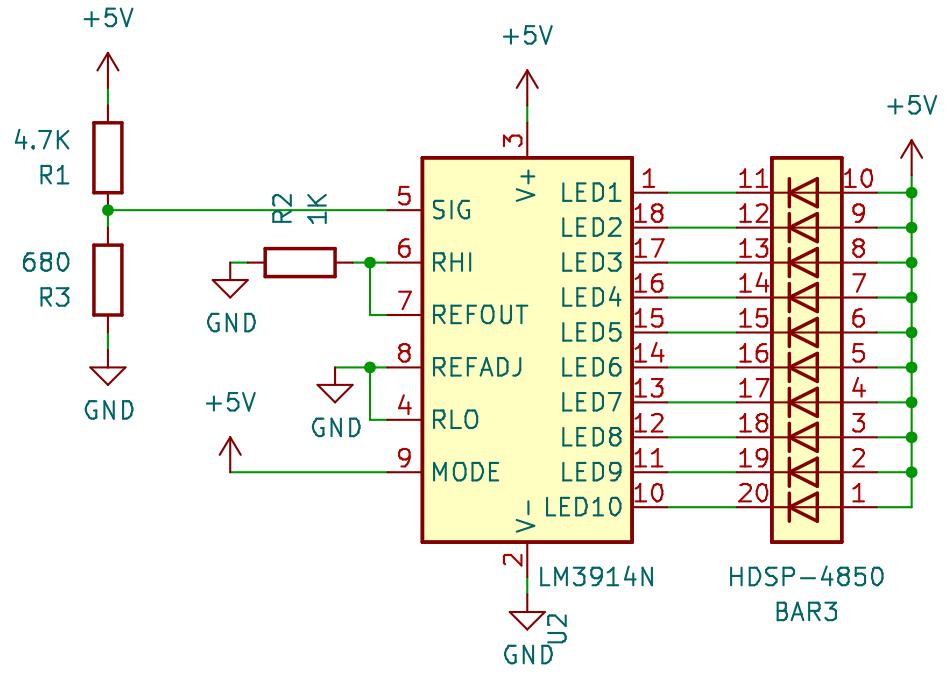 +5V
4.7K
R1
680
R3
GND
R2
1K
GND
+5V
GND
+5V
3
V+
5 SIG
6 RHI
7 REFOUT
8 REFADJ
4 RLO
9 MODE
LED1 1
LED2 18
LED3 17
LED4 16
LED5 15
LED6 14
LED7 13
LED8 12
LED9 11
LED10 10
V-
2
LM3914N
U2
GND
+5V
11 10
12 9
13 8
14 7
15 6
16 5
17 4
18 3
19 2
20 1
HDSP-4850
BAR3